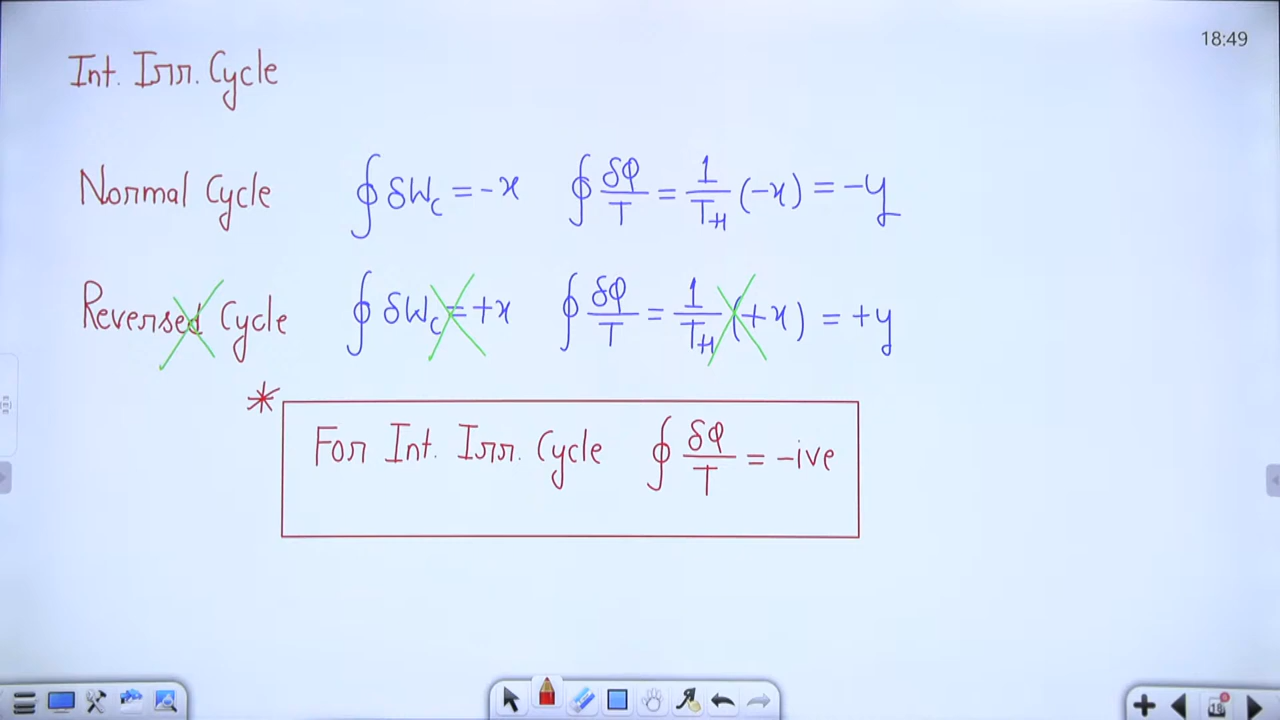 18:49
Int. Irr. Cycle
Normal Cycle ∮ δW_C = -x ∮ δQ/T = 1/T_H (-x) = -y
Reversed Cycle ∮ δW_C = +x ∮ δQ/T = 1/T_H (+x) = +y
*
For Int. Irr. Cycle ∮ δQ/T = -ive
18